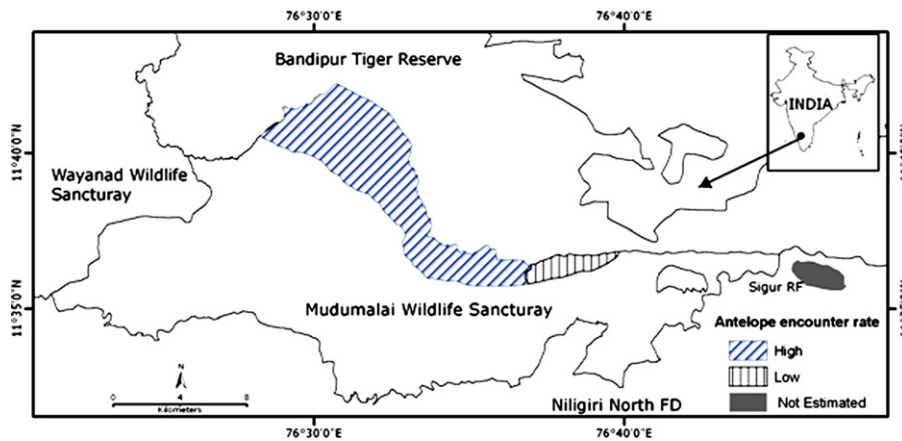 76°30'0"E
76°40'0"E
Bandipur Tiger Reserve
INDIA
11°40'0"N
Wayanad Wildlife
Sancturay
Sigur RF
11°35'0"N
Mudumalai Wildlife Sancturay
Antelope encounter rate
High
Low
Not Estimated
N
0 4 8
Kilometers
Niligiri North FD
76°30'0"E
76°40'0"E